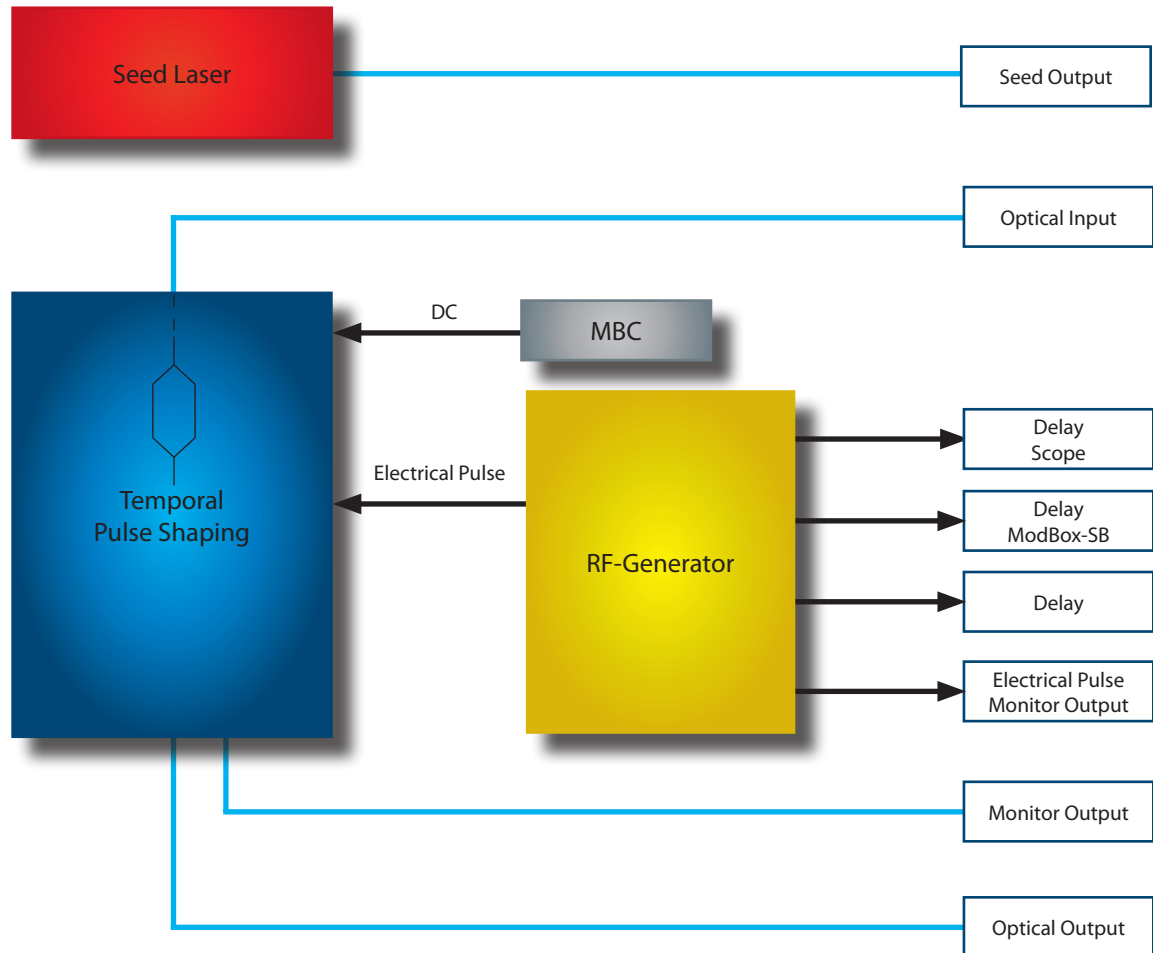 Seed Laser
Seed Output
Optical Input
DC
MBC
Delay
Scope
Electrical Pulse
Temporal
Pulse Shaping
Delay
ModBox-SB
RF-Generator
Delay
Electrical Pulse
Monitor Output
Monitor Output
Optical Output